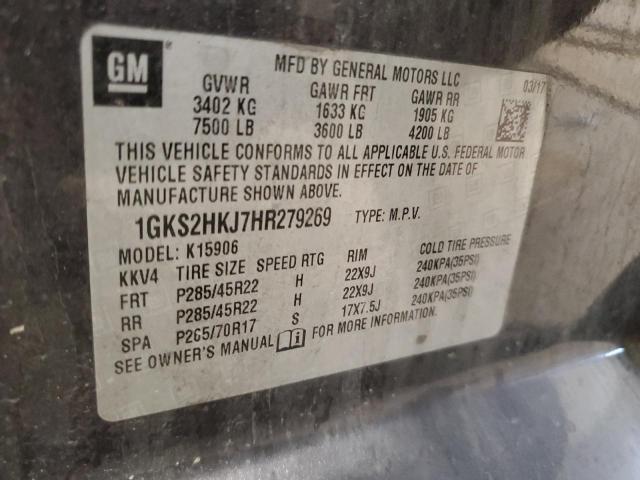 GM
MFD BY GENERAL MOTORS LLC
03/17
GVWR GAWR FRT GAWR RR
3402 KG 1633 KG 1905 KG
7500 LB 3600 LB 4200 LB
THIS VEHICLE CONFORMS TO ALL APPLICABLE U.S. FEDERAL MOTOR
VEHICLE SAFETY STANDARDS IN EFFECT ON THE DATE OF
MANUFACTURE SHOWN ABOVE.
1GKS2HKJ7HR279269 TYPE: M.P.V.
MODEL: K15906
KKV4 TIRE SIZE SPEED RTG RIM COLD TIRE PRESSURE
FRT P285/45R22 H 22X9J 240KPA(35PSI)
RR P285/45R22 H 22X9J 240KPA(35PSI)
SPA P265/70R17 S 17X7.5J 240KPA(35PSI)
SEE OWNER'S MANUAL FOR MORE INFORMATION.